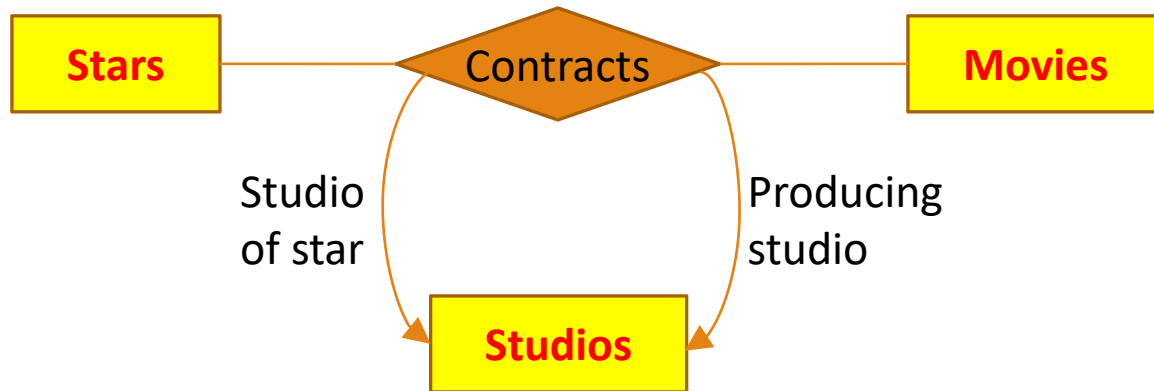 Stars
Contracts
Movies
Studio
of star
Producing
studio
Studios